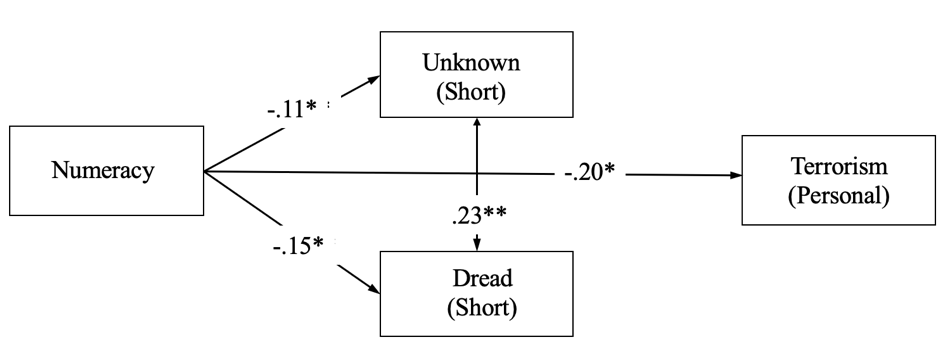 Unknown
(Short)
-.11*
Numeracy
-.20*
Terrorism
(Personal)
.23**
-.15*
Dread
(Short)